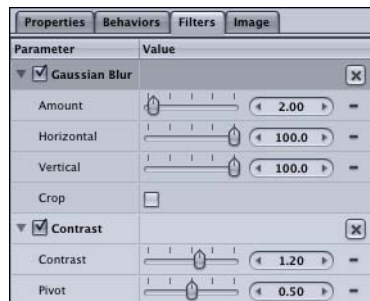 Properties Behaviors Filters Image
Parameter Value
Gaussian Blur
Amount 2.00
Horizontal 100.0
Vertical 100.0
Crop
Contrast
Contrast 1.20
Pivot 0.50